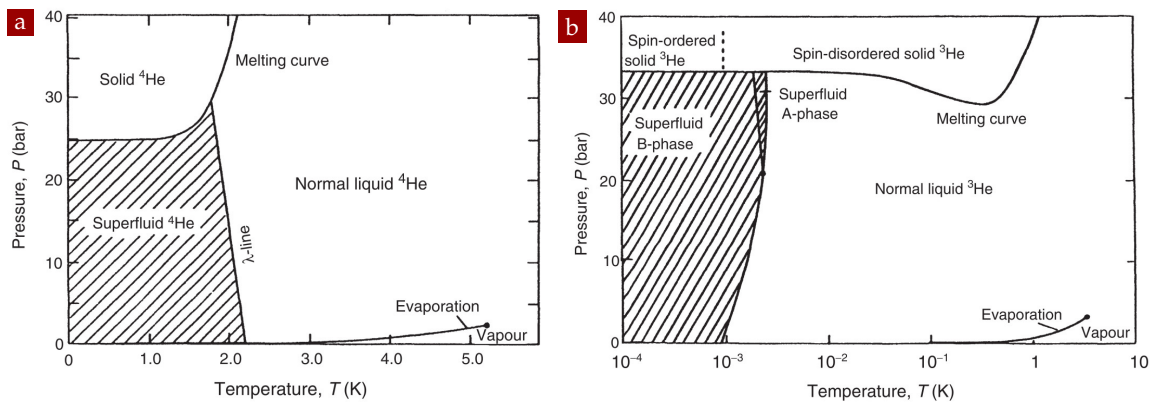 a
40
30
20
10
0
Pressure, P (bar)
Solid ⁴He
Melting curve
Normal liquid ⁴He
Superfluid ⁴He
λ-line
Evaporation
Vapour
0
1.0
2.0
3.0
4.0
5.0
Temperature, T (K)
b
40
30
20
10
0
Pressure, P (bar)
Spin-ordered
solid ³He
Spin-disordered solid ³He
Superfluid
A-phase
Superfluid
B-phase
Melting curve
Normal liquid ³He
Evaporation
Vapour
10⁻⁴
10⁻³
10⁻²
10⁻¹
1
10
Temperature, T (K)